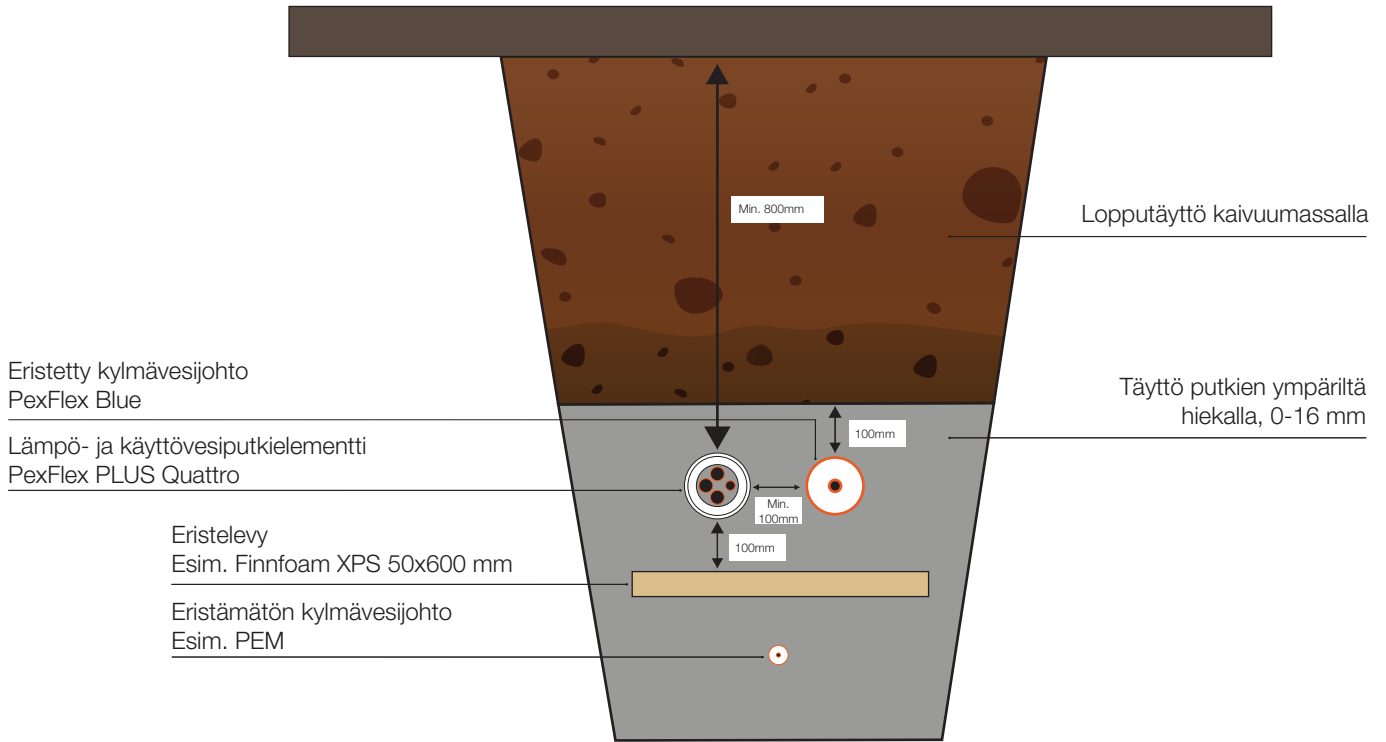 Min. 800mm
Lopputäyttö kaivuumassalla
Eristetty kylmävesijohto
PexFlex Blue
Täyttö putkien ympäriltä
hiekalla, 0-16 mm
100mm
Lämpö- ja käyttövesiputkielementti
PexFlex PLUS Quattro
Min.
100mm
100mm
Eristelevy
Esim. Finnfoam XPS 50x600 mm
Eristämätön kylmävesijohto
Esim. PEM